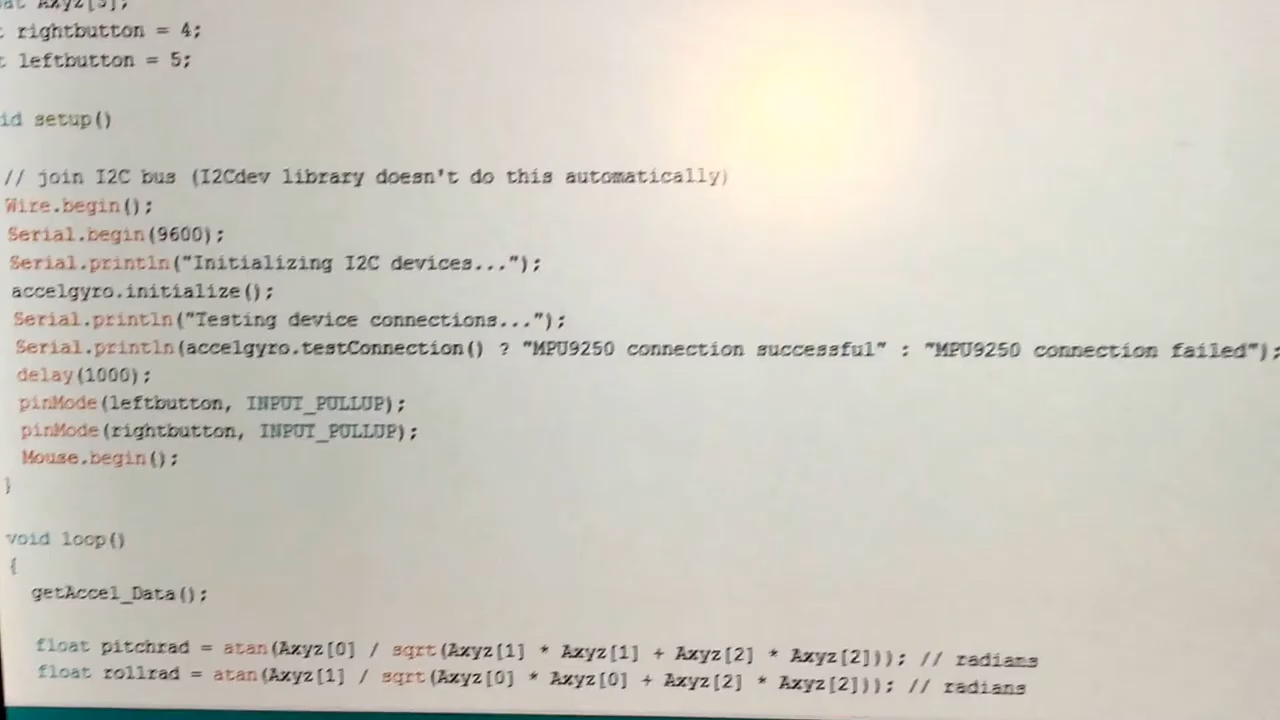 Axyz[3];
rightbutton = 4;
leftbutton = 5;
id setup()
// join I2C bus (I2Cdev library doesn't do this automatically)
Wire.begin();
Serial.begin(9600);
Serial.println("Initializing I2C devices...");
accelgyro.initialize();
Serial.println("Testing device connections...");
Serial.println(accelgyro.testConnection() ? "MPU9250 connection successful" : "MPU9250 connection failed");
delay(1000);
pinMode(leftbutton, INPUT_PULLUP);
pinMode(rightbutton, INPUT_PULLUP);
Mouse.begin();
}
void loop()
{
getAccel_Data();
float pitchrad = atan(Axyz[0] / sqrt(Axyz[1] * Axyz[1] + Axyz[2] * Axyz[2])); // radians
float rollrad = atan(Axyz[1] / sqrt(Axyz[0] * Axyz[0] + Axyz[2] * Axyz[2])); // radians